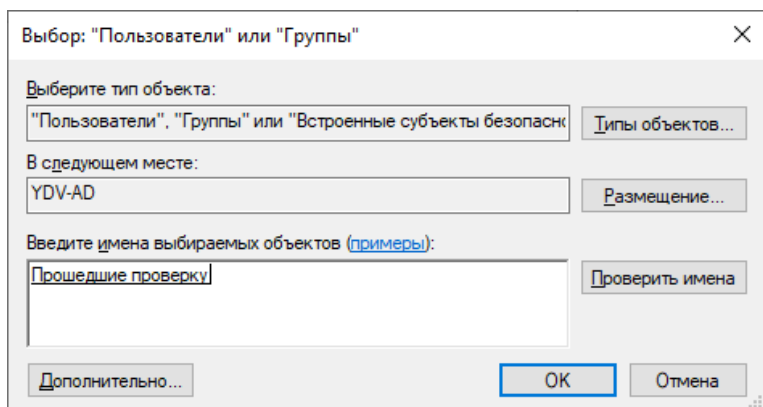 Выбор: "Пользователи" или "Группы"
Выберите тип объекта:
"Пользователи", "Группы" или "Встроенные субъекты безопасно
Типы объектов...
В следующем месте:
YDV-AD
Размещение...
Введите имена выбираемых объектов (примеры):
Прошедшие проверку
Проверить имена
Дополнительно...
ОК
Отмена